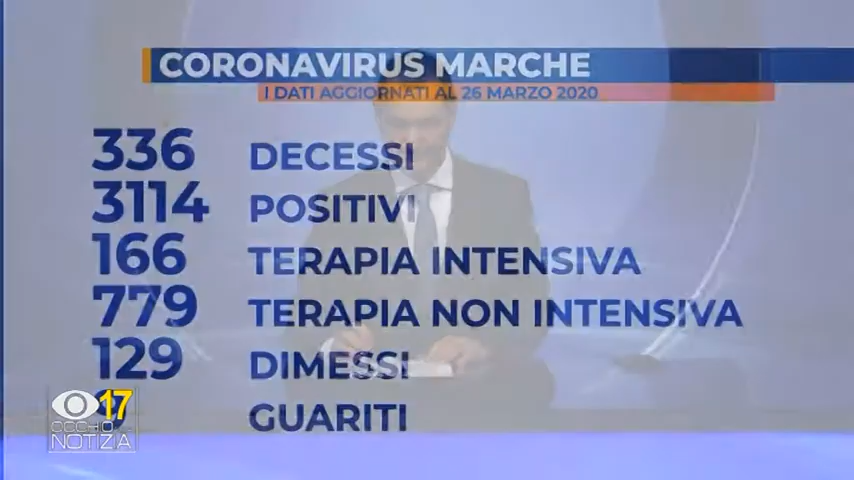 CORONAVIRUS MARCHE
I DATI AGGIORNATI AL 26 MARZO 2020
336 DECESSI
3114 POSITIVI
166 TERAPIA INTENSIVA
779 TERAPIA NON INTENSIVA
129 DIMESSI
GUARITI
17
OCCHIO
NOTIZIA